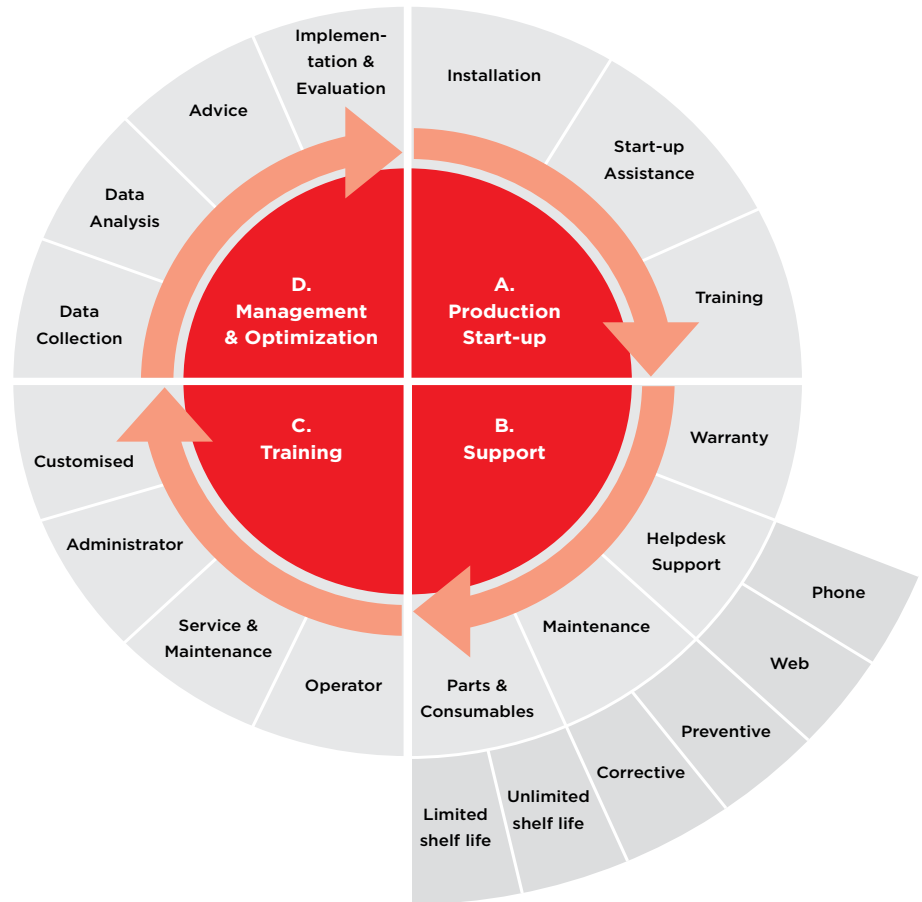 A.
Production
Start-up
Installation
Start-up
Assistance
Training
B.
Support
Warranty
Helpdesk
Support
Phone
Web
Maintenance
Preventive
Corrective
Parts &
Consumables
Unlimited
shelf life
Limited
shelf life
C.
Training
Operator
Service &
Maintenance
Administrator
Customised
D.
Management
& Optimization
Data
Collection
Data
Analysis
Advice
Implemen-
tation &
Evaluation